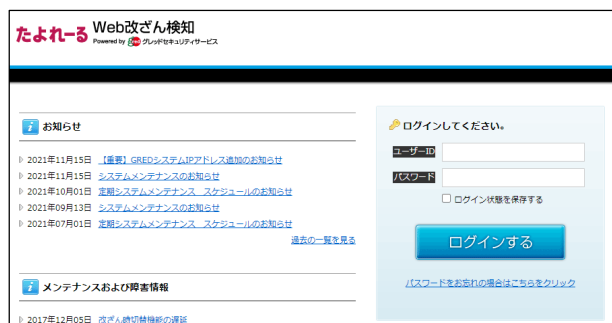 たよれーる Web改ざん検知
Powered by gred グレッドセキュリティサービス
お知らせ
2021年11月15日 【重要】GREDシステムIPアドレス追加のお知らせ
2021年11月15日 システムメンテナンスのお知らせ
2021年10月01日 定期システムメンテナンス スケジュールのお知らせ
2021年09月13日 システムメンテナンスのお知らせ
2021年07月01日 定期システムメンテナンス スケジュールのお知らせ
過去の一覧を見る
メンテナンスおよび障害情報
2017年12月05日 改ざん時切替機能の遅延
ログインしてください。
ユーザーID
パスワード
ログイン状態を保存する
ログインする
パスワードをお忘れの場合はこちらをクリック